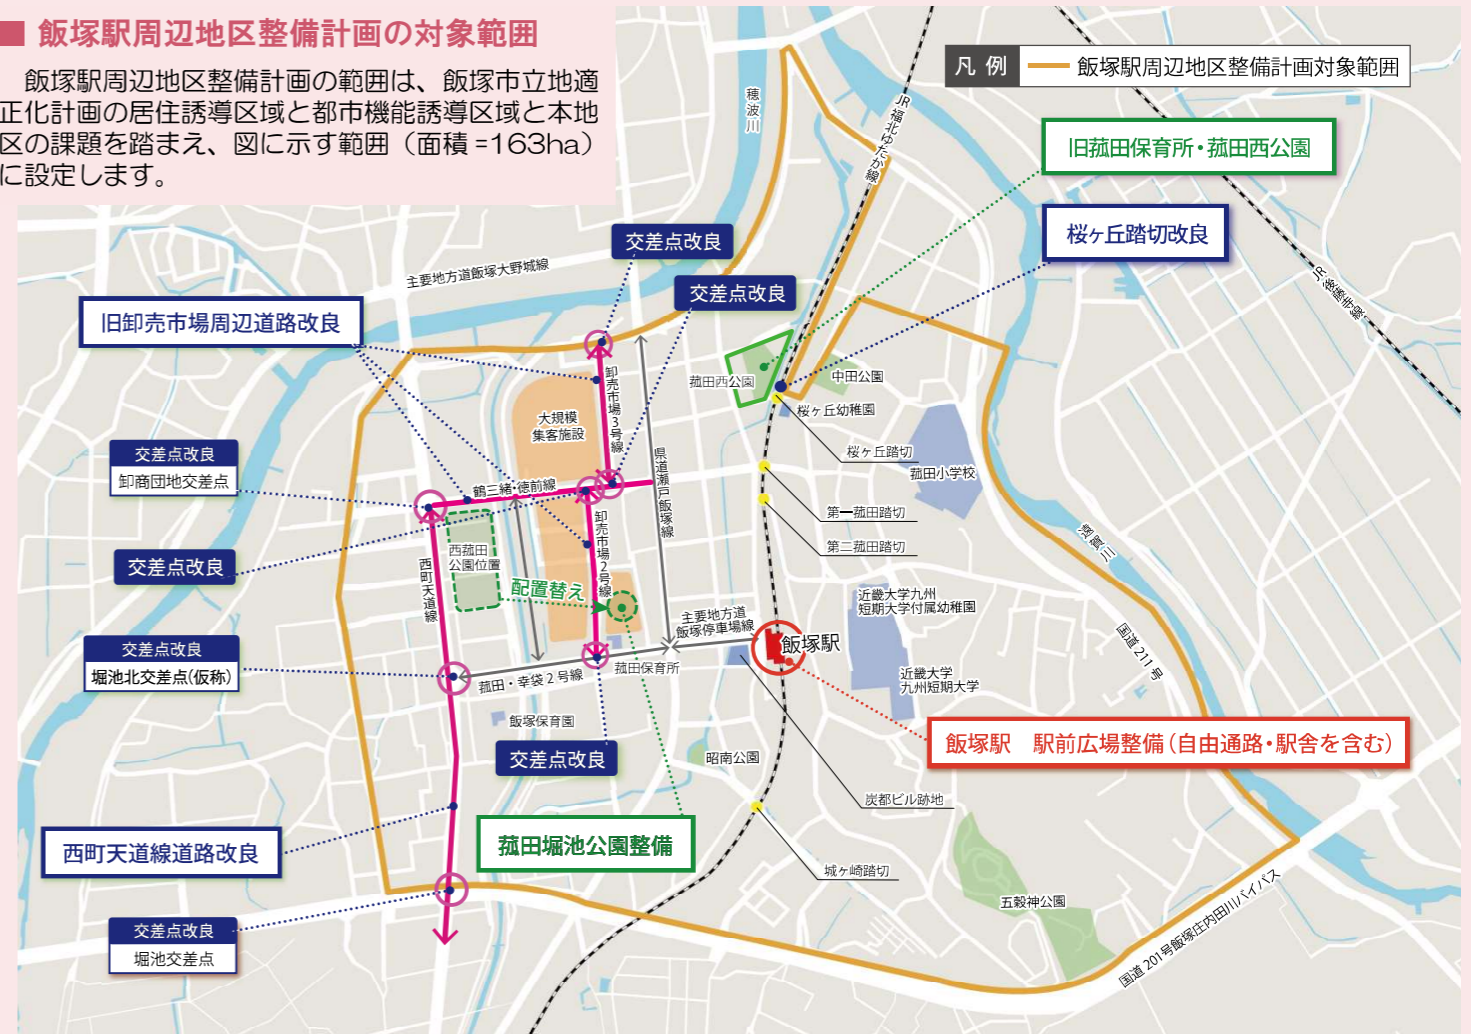 ■ 飯塚駅周辺地区整備計画の対象範囲
飯塚駅周辺地区整備計画の範囲は、飯塚市立地適
正化計画の居住誘導区域と都市機能誘導区域と本地
区の課題を踏まえ、図に示す範囲（面積=163ha）
に設定します。
凡例
飯塚駅周辺地区整備計画対象範囲
穂波川
JR福北ゆたか線
旧菰田保育所・菰田西公園
桜ヶ丘踏切改良
JR後藤寺線
交差点改良
主要地方道飯塚大野城線
交差点改良
旧卸売市場周辺道路改良
菰田西公園
中田公園
桜ヶ丘幼稚園
桜ヶ丘踏切
菰田小学校
大規模
集客施設
卸売市場3号線
県道瀬戸飯塚線
交差点改良
卸商団地交差点
鶴三緒・徳前線
第一菰田踏切
第二菰田踏切
遠賀川
交差点改良
西町天道線
西菰田
公園位置
配置替え
卸売市場2号線
主要地方道
飯塚停車場線
飯塚駅
近畿大学九州
短期大学付属幼稚園
国道211号
交差点改良
堀池北交差点(仮称)
菰田・幸袋2号線
菰田保育所
近畿大学
九州短期大学
飯塚保育園
飯塚駅　駅前広場整備(自由通路・駅舎を含む)
交差点改良
昭南公園
炭都ビル跡地
西町天道線道路改良
菰田堀池公園整備
城ヶ崎踏切
五穀神公園
交差点改良
堀池交差点
国道201号飯塚庄内田川バイパス